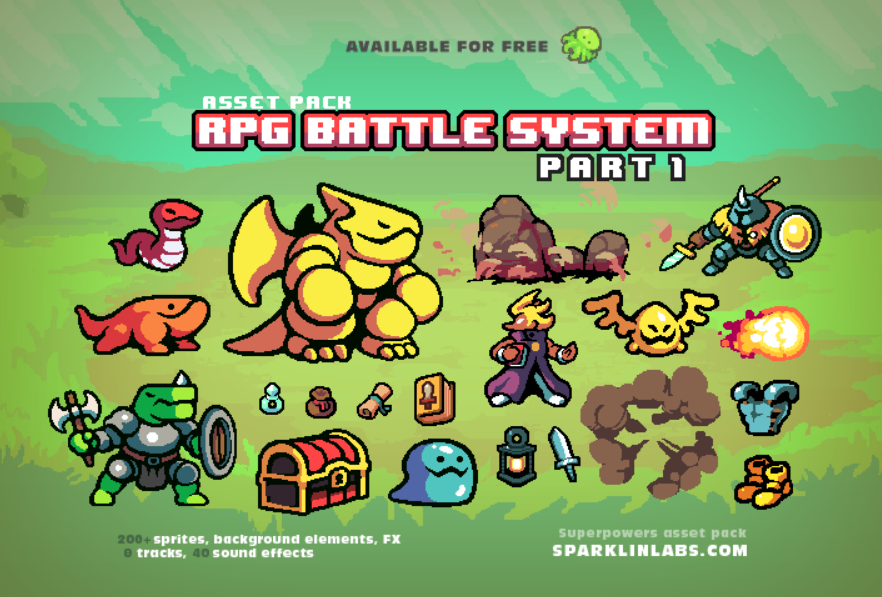 AVAILABLE FOR FREE
ASSET PACK
RPG BATTLE SYSTEM
PART 1
200+ sprites, background elements, FX
8 tracks, 40 sound effects
Superpowers asset pack
SPARKLINLABS.COM